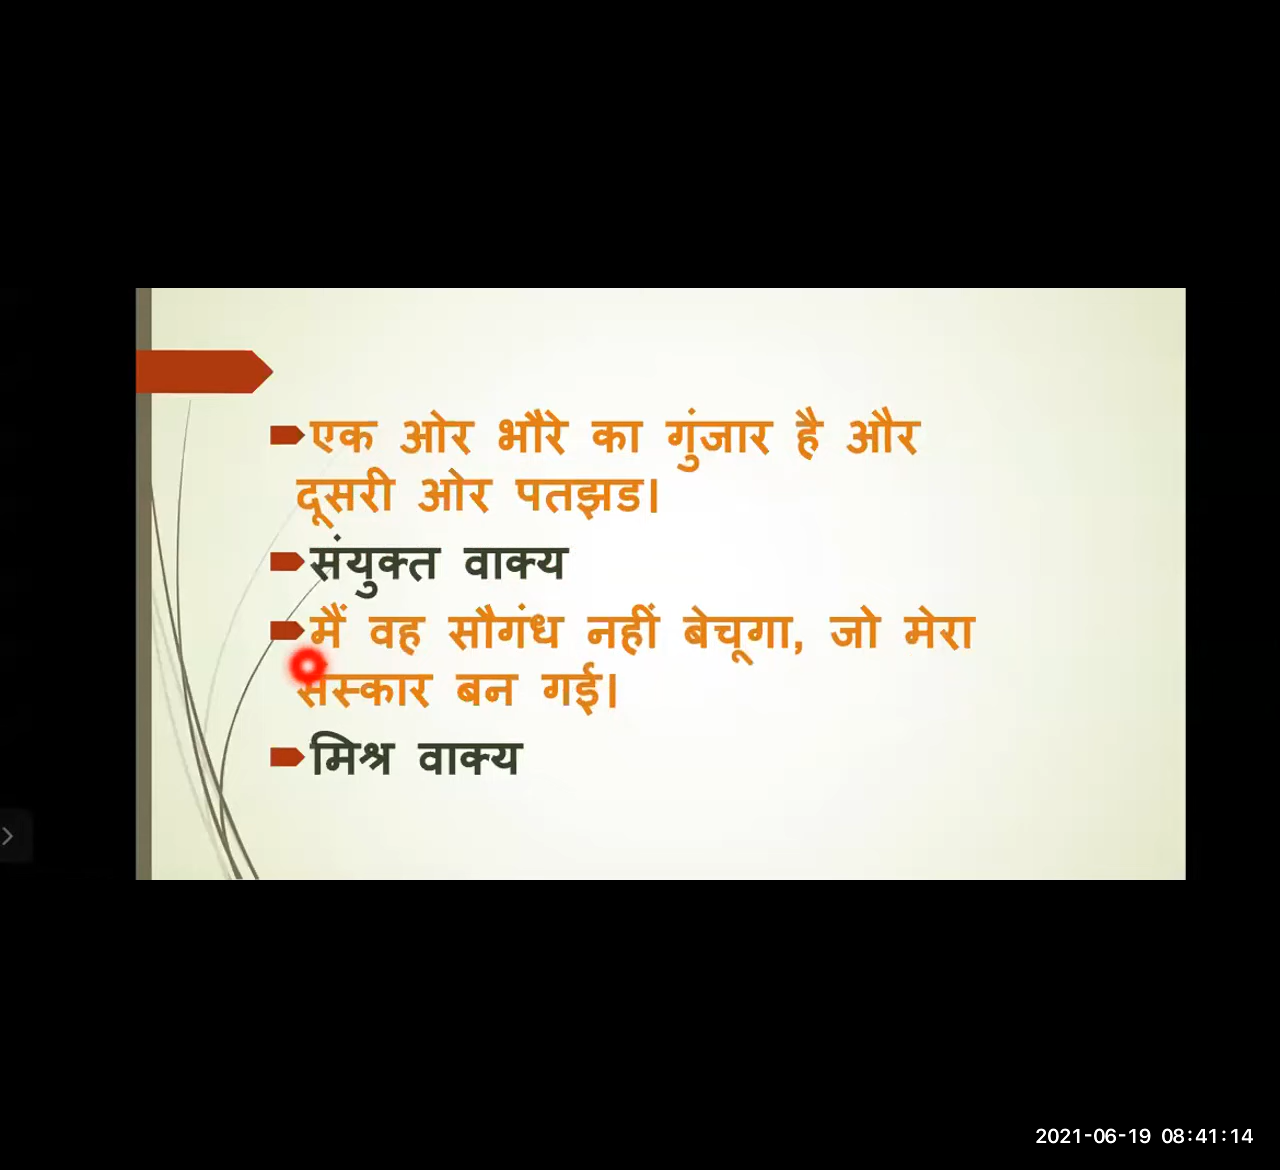 एक ओर भौरे का गुंजार है और
दूसरी ओर पतझड।
संयुक्त वाक्य
मैं वह सौगंध नहीं बेचूगा, जो मेरा
संस्कार बन गई।
मिश्र वाक्य
2021-06-19 08:41:14